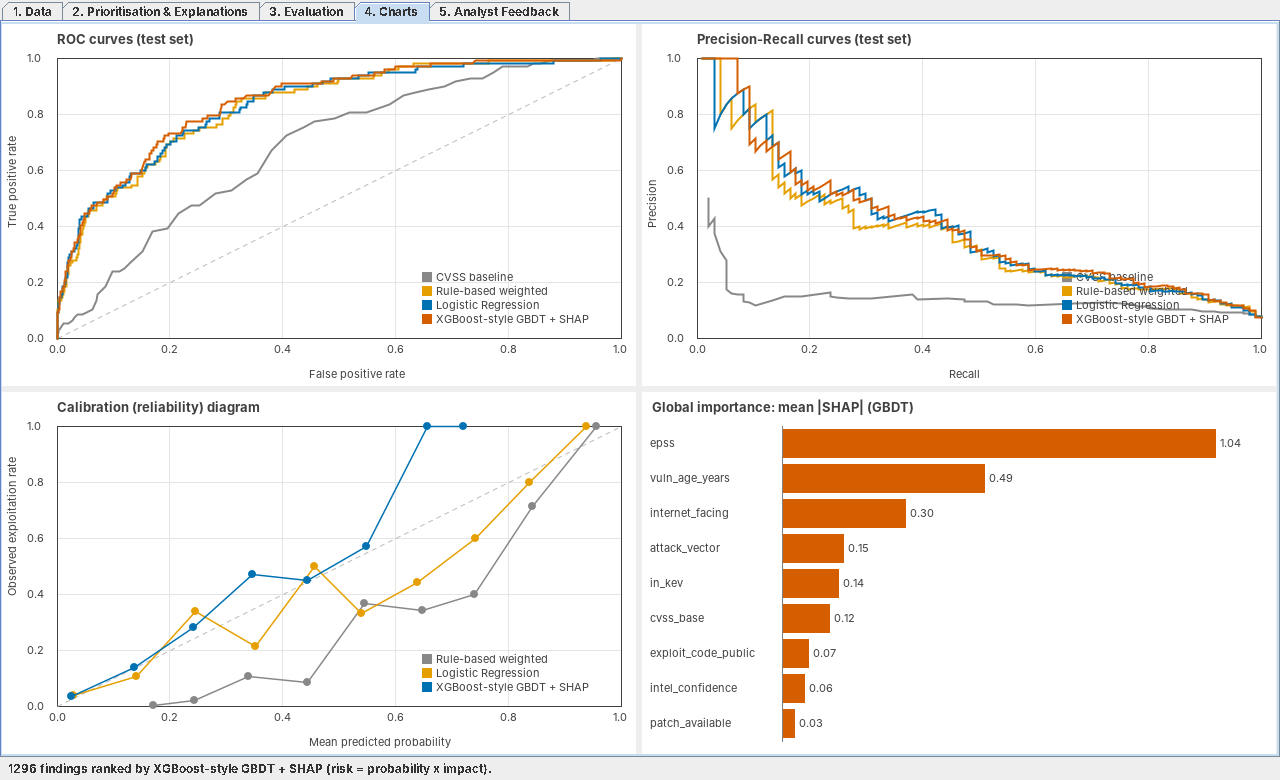 1. Data
2. Prioritisation & Explanations
3. Evaluation
4. Charts
5. Analyst Feedback
ROC curves (test set)
1.0
0.8
0.6
0.4
0.2
0.0
True positive rate
CVSS baseline
Rule-based weighted
Logistic Regression
XGBoost-style GBDT + SHAP
0.0
0.2
0.4
0.6
0.8
1.0
False positive rate
Precision-Recall curves (test set)
1.0
0.8
0.6
0.4
0.2
0.0
Precision
CVSS baseline
Rule-based weighted
Logistic Regression
XGBoost-style GBDT + SHAP
0.0
0.2
0.4
0.6
0.8
1.0
Recall
Calibration (reliability) diagram
1.0
0.8
0.6
0.4
0.2
0.0
Observed exploitation rate
Rule-based weighted
Logistic Regression
XGBoost-style GBDT + SHAP
0.0
0.2
0.4
0.6
0.8
1.0
Mean predicted probability
Global importance: mean |SHAP| (GBDT)
epss 1.04
vuln_age_years 0.49
internet_facing 0.30
attack_vector 0.15
in_kev 0.14
cvss_base 0.12
exploit_code_public 0.07
intel_confidence 0.06
patch_available 0.03
1296 findings ranked by XGBoost-style GBDT + SHAP (risk = probability x impact).